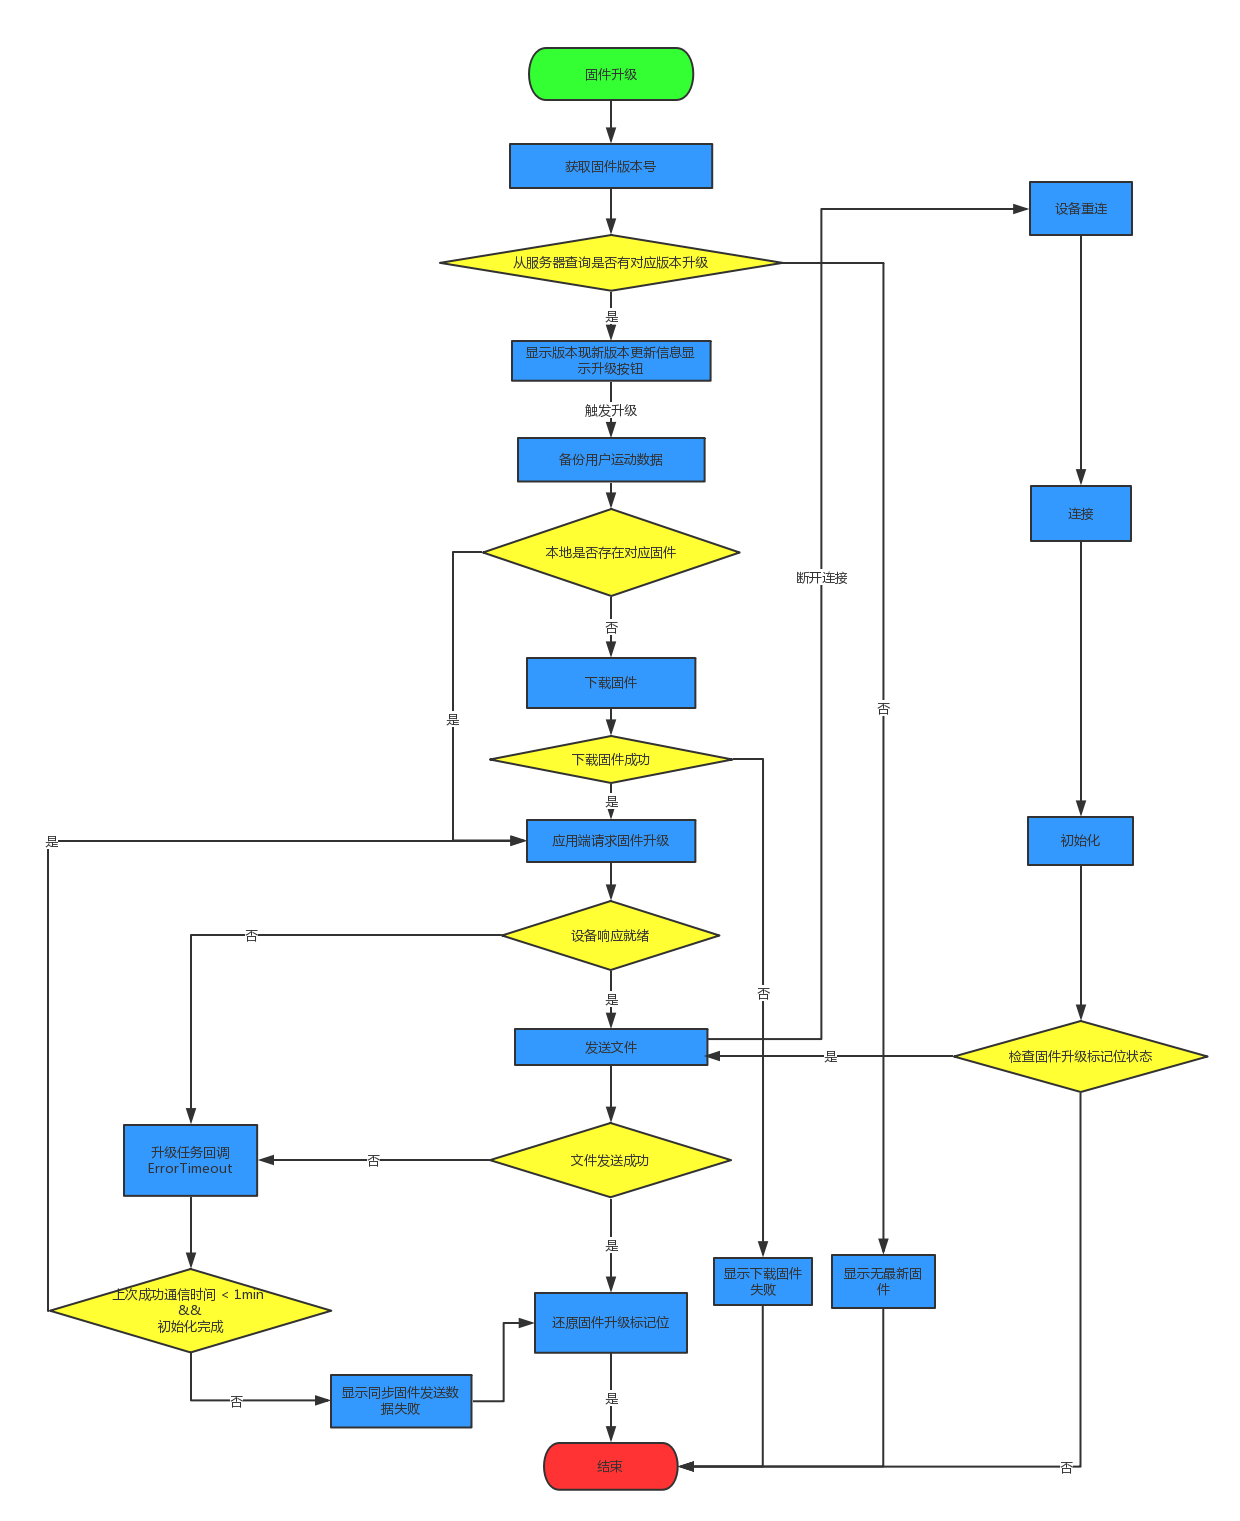 固件升级
获取固件版本号
设备重连
从服务器查询是否有对应版本升级
是
显示版本现新版本更新信息显
示升级按钮
触发升级
备份用户运动数据
连接
本地是否存在对应固件
断开连接
否
下载固件
否
是
下载固件成功
是
是
应用端请求固件升级
初始化
设备响应就绪
否
否
是
发送文件
是
检查固件升级标记位状态
升级任务回调
ErrorTimeout
否
文件发送成功
是
显示下载固件
失败
显示无最新固
件
上次成功通信时间 < 1min
&&
初始化完成
还原固件升级标记位
显示同步固件发送数
据失败
否
是
结束
否